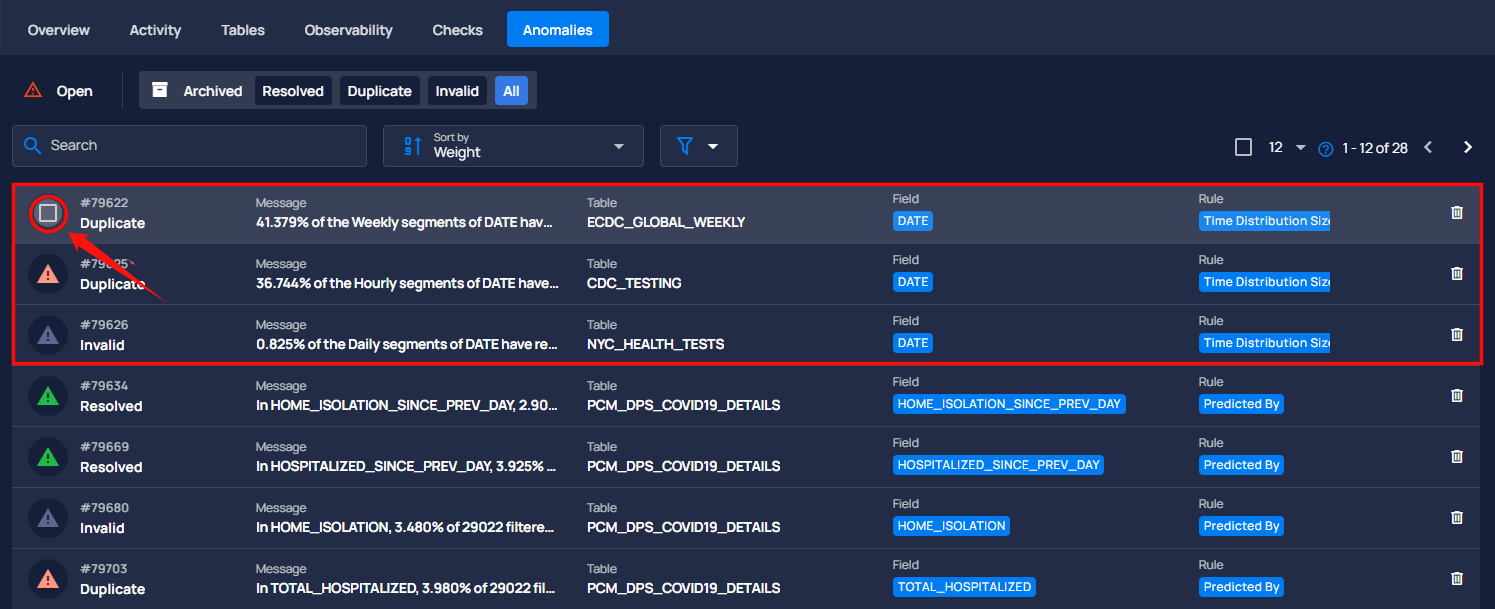 Overview Activity Tables Observability Checks Anomalies
Open Archived Resolved Duplicate Invalid All
Search Sort by
Weight 12 1 - 12 of 28
#79622 Message Table Field Rule
Duplicate 41.379% of the Weekly segments of DATE hav... ECDC_GLOBAL_WEEKLY DATE Time Distribution Size
#79625 Message Table Field Rule
Duplicate 36.744% of the Hourly segments of DATE have... CDC_TESTING DATE Time Distribution Size
#79626 Message Table Field Rule
Invalid 0.825% of the Daily segments of DATE have re... NYC_HEALTH_TESTS DATE Time Distribution Size
#79634 Message Table Field Rule
Resolved In HOME_ISOLATION_SINCE_PREV_DAY, 2.90... PCM_DPS_COVID19_DETAILS HOME_ISOLATION_SINCE_PREV_DAY Predicted By
#79669 Message Table Field Rule
Resolved In HOSPITALIZED_SINCE_PREV_DAY, 3.925% ... PCM_DPS_COVID19_DETAILS HOSPITALIZED_SINCE_PREV_DAY Predicted By
#79680 Message Table Field Rule
Invalid In HOME_ISOLATION, 3.480% of 29022 filtere... PCM_DPS_COVID19_DETAILS HOME_ISOLATION Predicted By
#79703 Message Table Field Rule
Duplicate In TOTAL_HOSPITALIZED, 3.980% of 29022 fil... PCM_DPS_COVID19_DETAILS TOTAL_HOSPITALIZED Predicted By